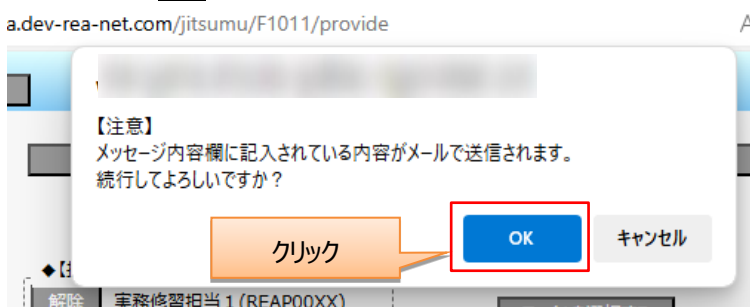 a.dev-rea-net.com/jitsumu/F1011/provide
【注意】
メッセージ内容欄に記入されている内容がメールで送信されます。
続行してよろしいですか？
クリック
OK
キャンセル
解除
実務修習担当１(REAP00XX)